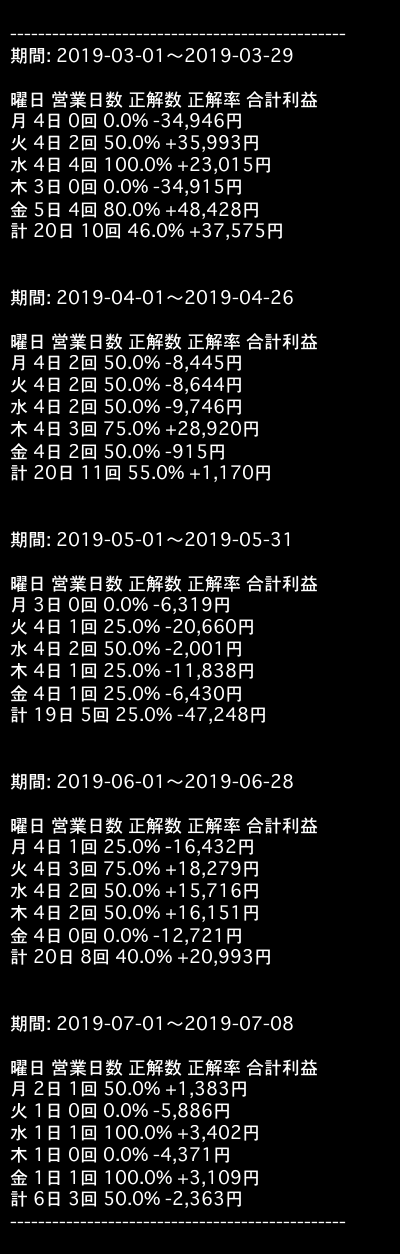 ------------------------------------------------
期間: 2019-03-01〜2019-03-29
曜日 営業日数 正解数 正解率 合計利益
月 4日 0回 0.0% -34,946円
火 4日 2回 50.0% +35,993円
水 4日 4回 100.0% +23,015円
木 3日 0回 0.0% -34,915円
金 5日 4回 80.0% +48,428円
計 20日 10回 46.0% +37,575円
期間: 2019-04-01〜2019-04-26
曜日 営業日数 正解数 正解率 合計利益
月 4日 2回 50.0% -8,445円
火 4日 2回 50.0% -8,644円
水 4日 2回 50.0% -9,746円
木 4日 3回 75.0% +28,920円
金 4日 2回 50.0% -915円
計 20日 11回 55.0% +1,170円
期間: 2019-05-01〜2019-05-31
曜日 営業日数 正解数 正解率 合計利益
月 3日 0回 0.0% -6,319円
火 4日 1回 25.0% -20,660円
水 4日 2回 50.0% -2,001円
木 4日 1回 25.0% -11,838円
金 4日 1回 25.0% -6,430円
計 19日 5回 25.0% -47,248円
期間: 2019-06-01〜2019-06-28
曜日 営業日数 正解数 正解率 合計利益
月 4日 1回 25.0% -16,432円
火 4日 3回 75.0% +18,279円
水 4日 2回 50.0% +15,716円
木 4日 2回 50.0% +16,151円
金 4日 0回 0.0% -12,721円
計 20日 8回 40.0% +20,993円
期間: 2019-07-01〜2019-07-08
曜日 営業日数 正解数 正解率 合計利益
月 2日 1回 50.0% +1,383円
火 1日 0回 0.0% -5,886円
水 1日 1回 100.0% +3,402円
木 1日 0回 0.0% -4,371円
金 1日 1回 100.0% +3,109円
計 6日 3回 50.0% -2,363円
------------------------------------------------